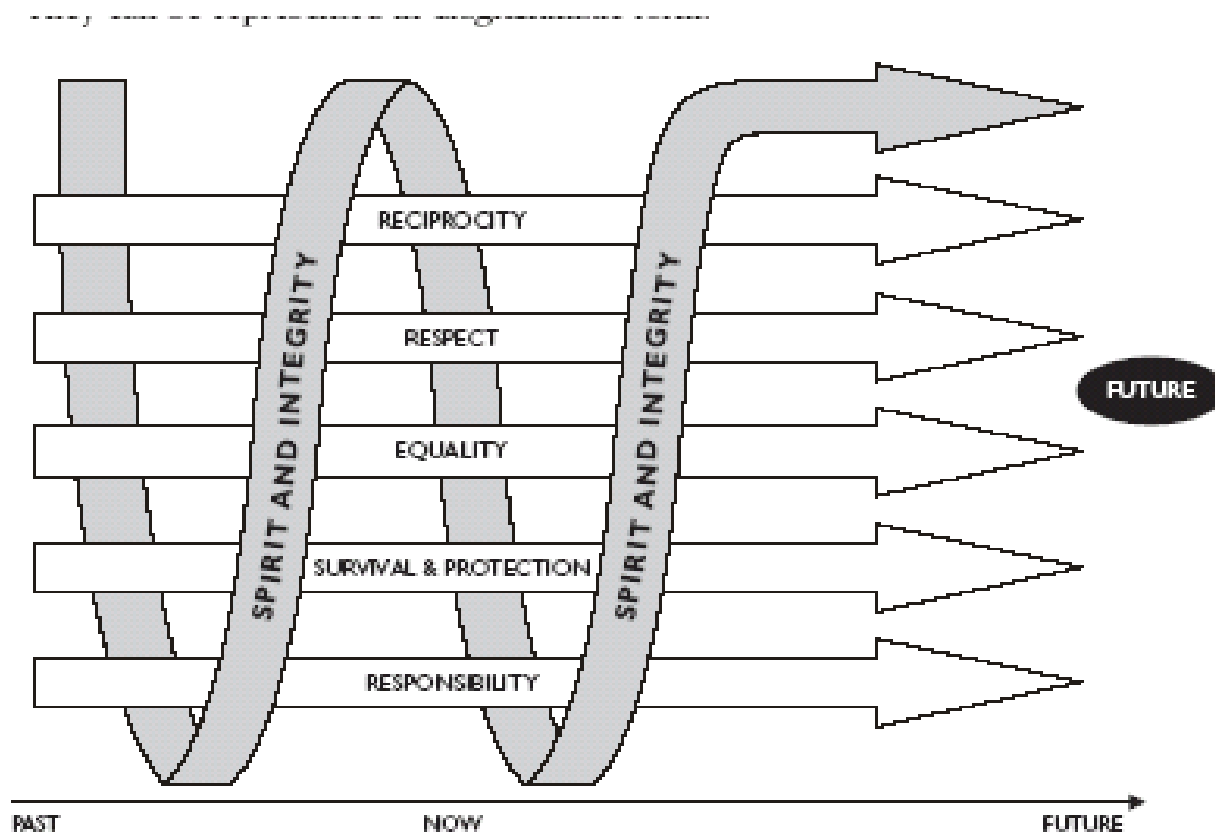 RECIPROCITY
RESPECT
EQUALITY
SURVIVAL & PROTECTION
RESPONSIBILITY
SPIRIT AND INTEGRITY
SPIRIT AND INTEGRITY
FUTURE
PAST
NOW
FUTURE